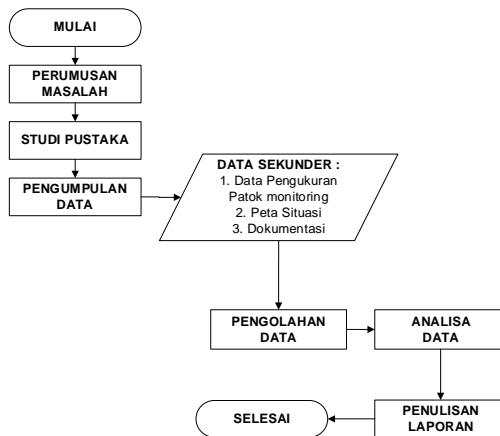 MULAI
PERUMUSAN
MASALAH
STUDI PUSTAKA
PENGUMPULAN
DATA
DATA SEKUNDER :
1. Data Pengukuran
Patok monitoring
2. Peta Situasi
3. Dokumentasi
PENGOLAHAN
DATA
ANALISA
DATA
PENULISAN
LAPORAN
SELESAI